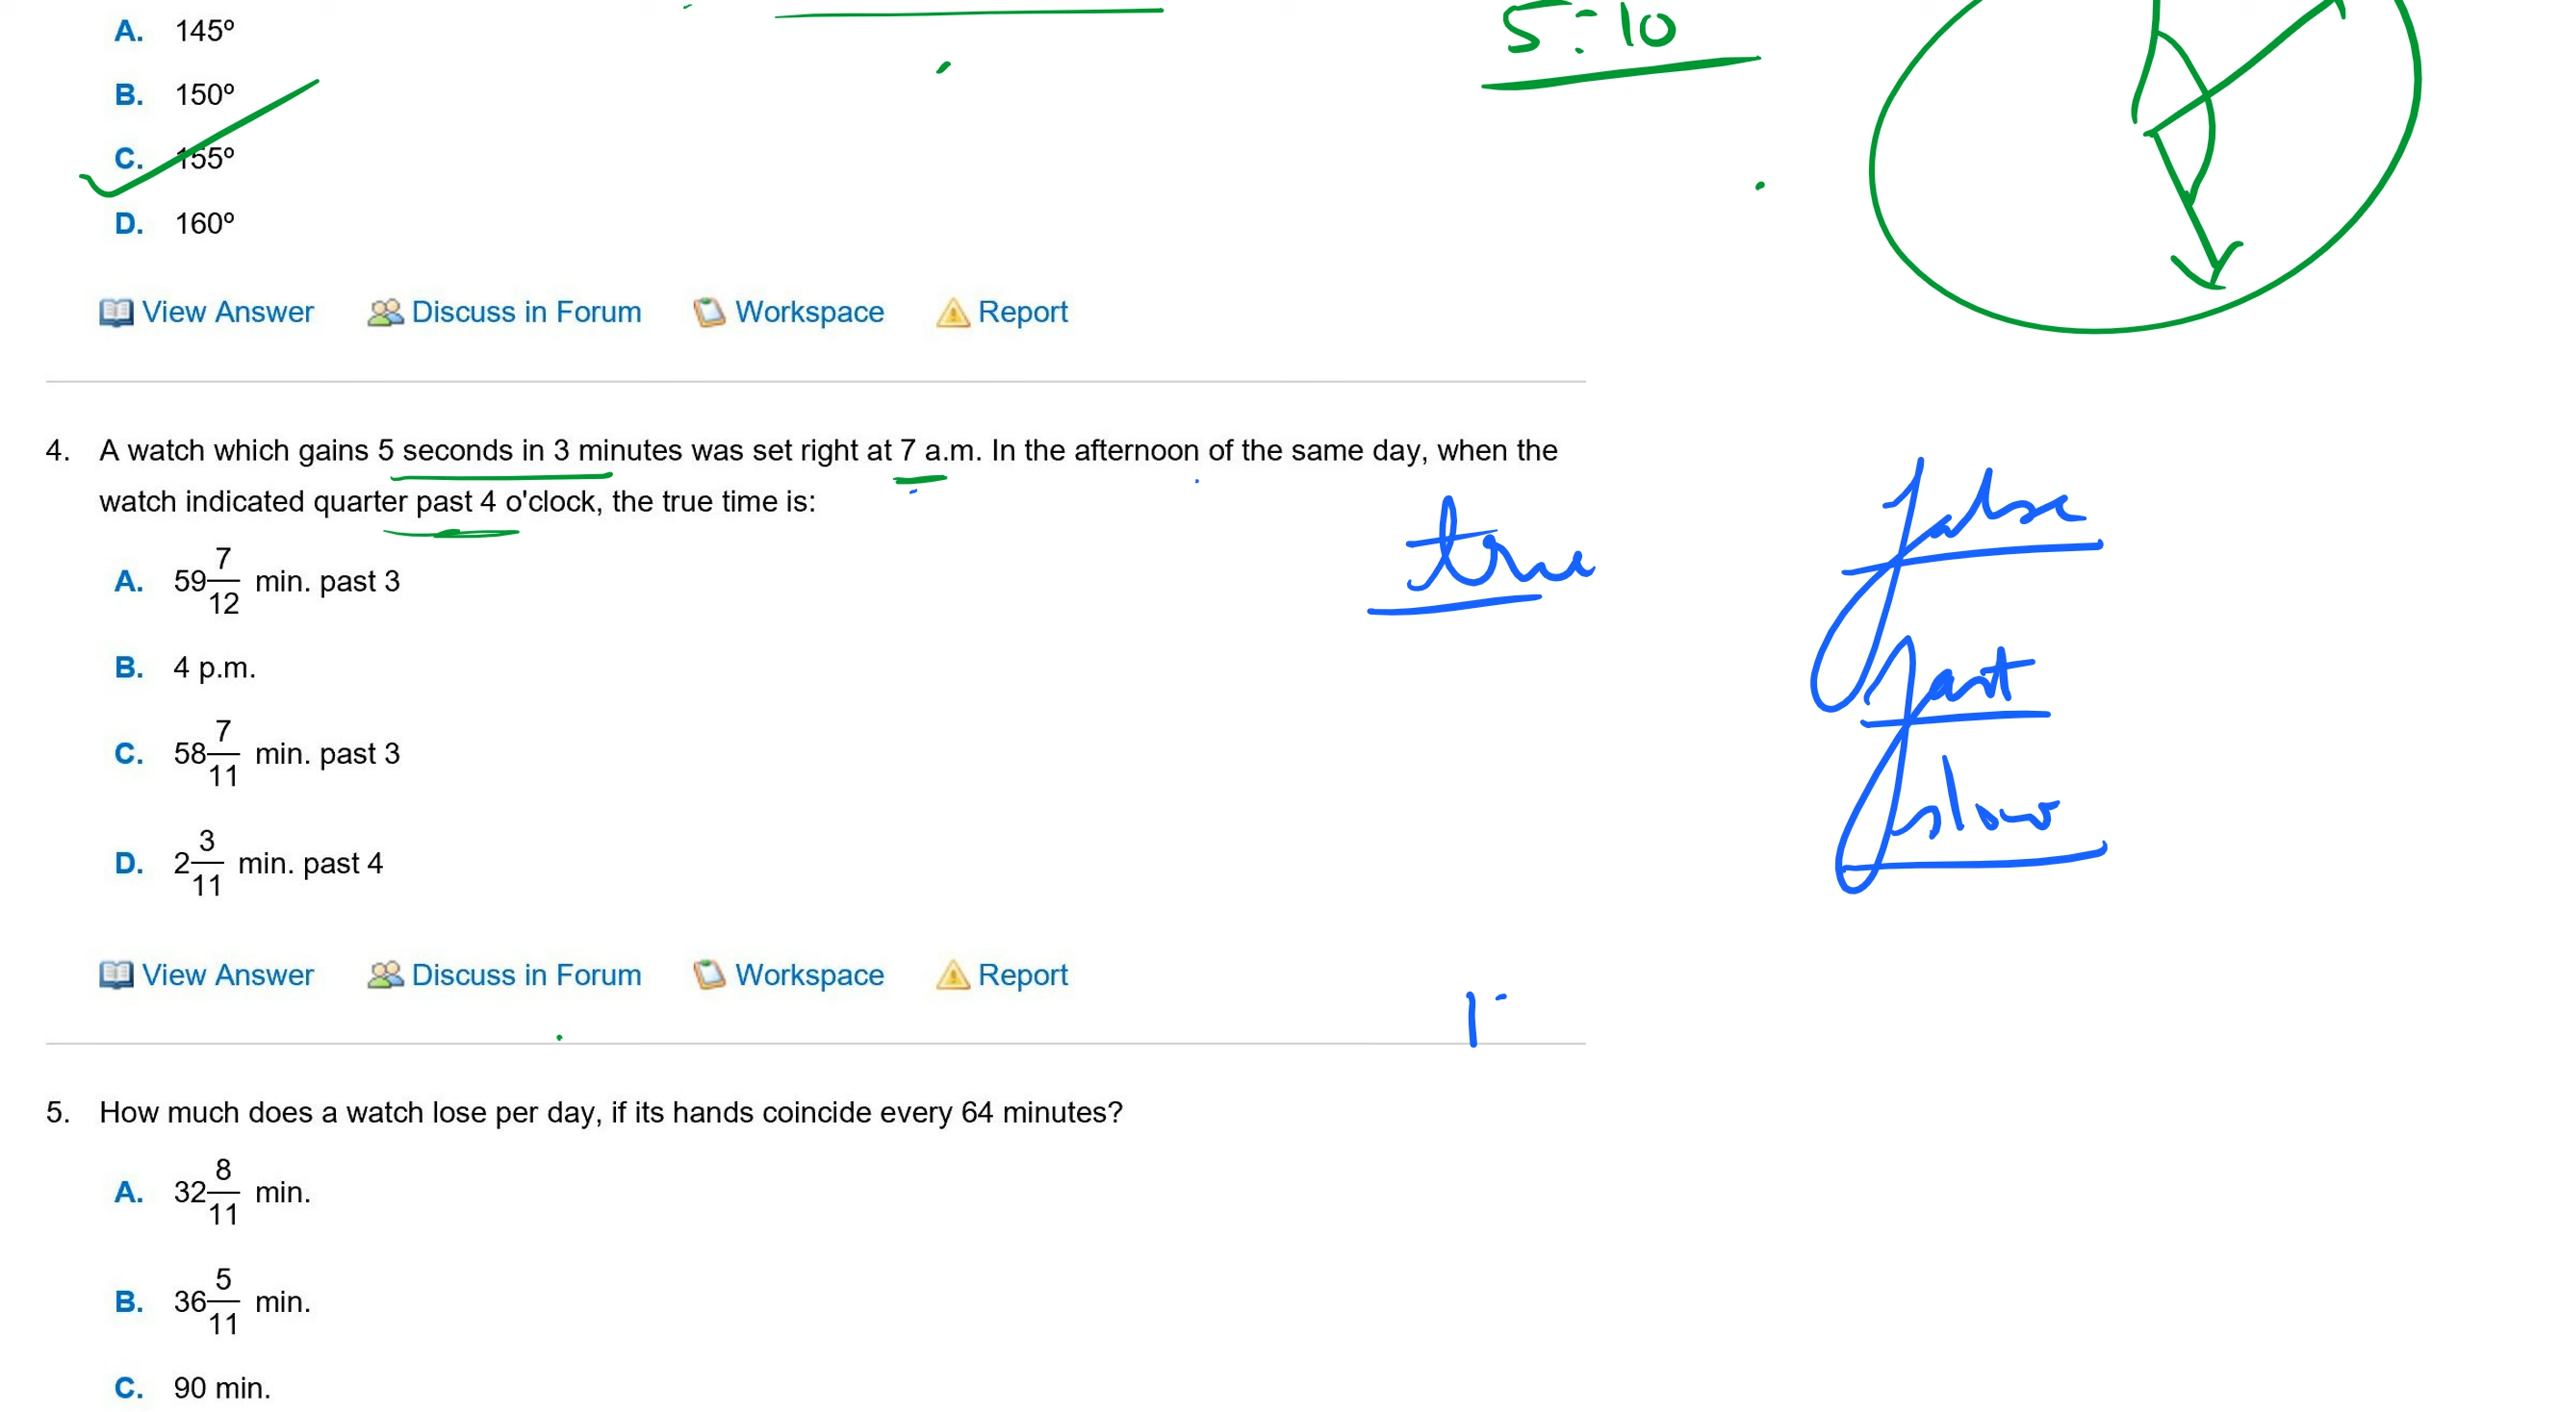 A. 145º
5:10
B. 150º
C. 155º
D. 160º
View Answer Discuss in Forum Workspace Report
4. A watch which gains 5 seconds in 3 minutes was set right at 7 a.m. In the afternoon of the same day, when the
watch indicated quarter past 4 o'clock, the true time is:
true
false
A. 59 7/12 min. past 3
B. 4 p.m.
fast
C. 58 7/11 min. past 3
slow
D. 2 3/11 min. past 4
View Answer Discuss in Forum Workspace Report
5. How much does a watch lose per day, if its hands coincide every 64 minutes?
A. 32 8/11 min.
B. 36 5/11 min.
C. 90 min.